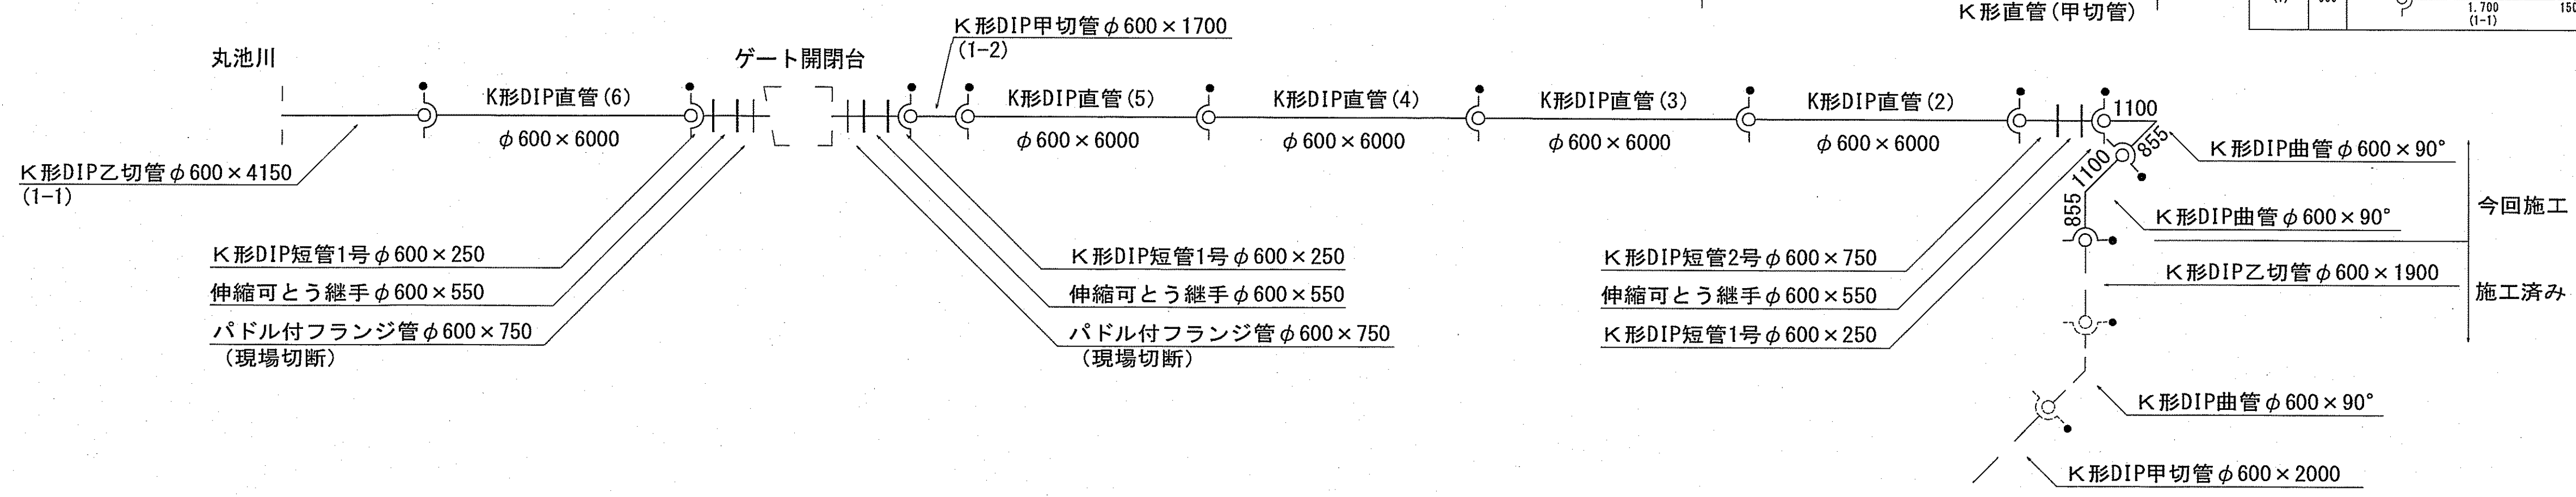 K形直管(甲切管)
1.700
(1-1)
K形DIP甲切管φ600×1700
(1-2)
丸池川
ゲート開閉台
K形DIP直管(6)
φ600×6000
K形DIP直管(5)
φ600×6000
K形DIP直管(4)
φ600×6000
K形DIP直管(3)
φ600×6000
K形DIP直管(2)
φ600×6000
1100
855
1100
855
K形DIP曲管φ600×90°
K形DIP曲管φ600×90°
今回施工
K形DIP乙切管φ600×4150
(1-1)
K形DIP短管1号φ600×250
伸縮可とう継手φ600×550
パドル付フランジ管φ600×750
(現場切断)
K形DIP短管1号φ600×250
伸縮可とう継手φ600×550
パドル付フランジ管φ600×750
(現場切断)
K形DIP短管2号φ600×750
伸縮可とう継手φ600×550
K形DIP短管1号φ600×250
K形DIP乙切管φ600×1900
施工済み
K形DIP曲管φ600×90°
K形DIP甲切管φ600×2000